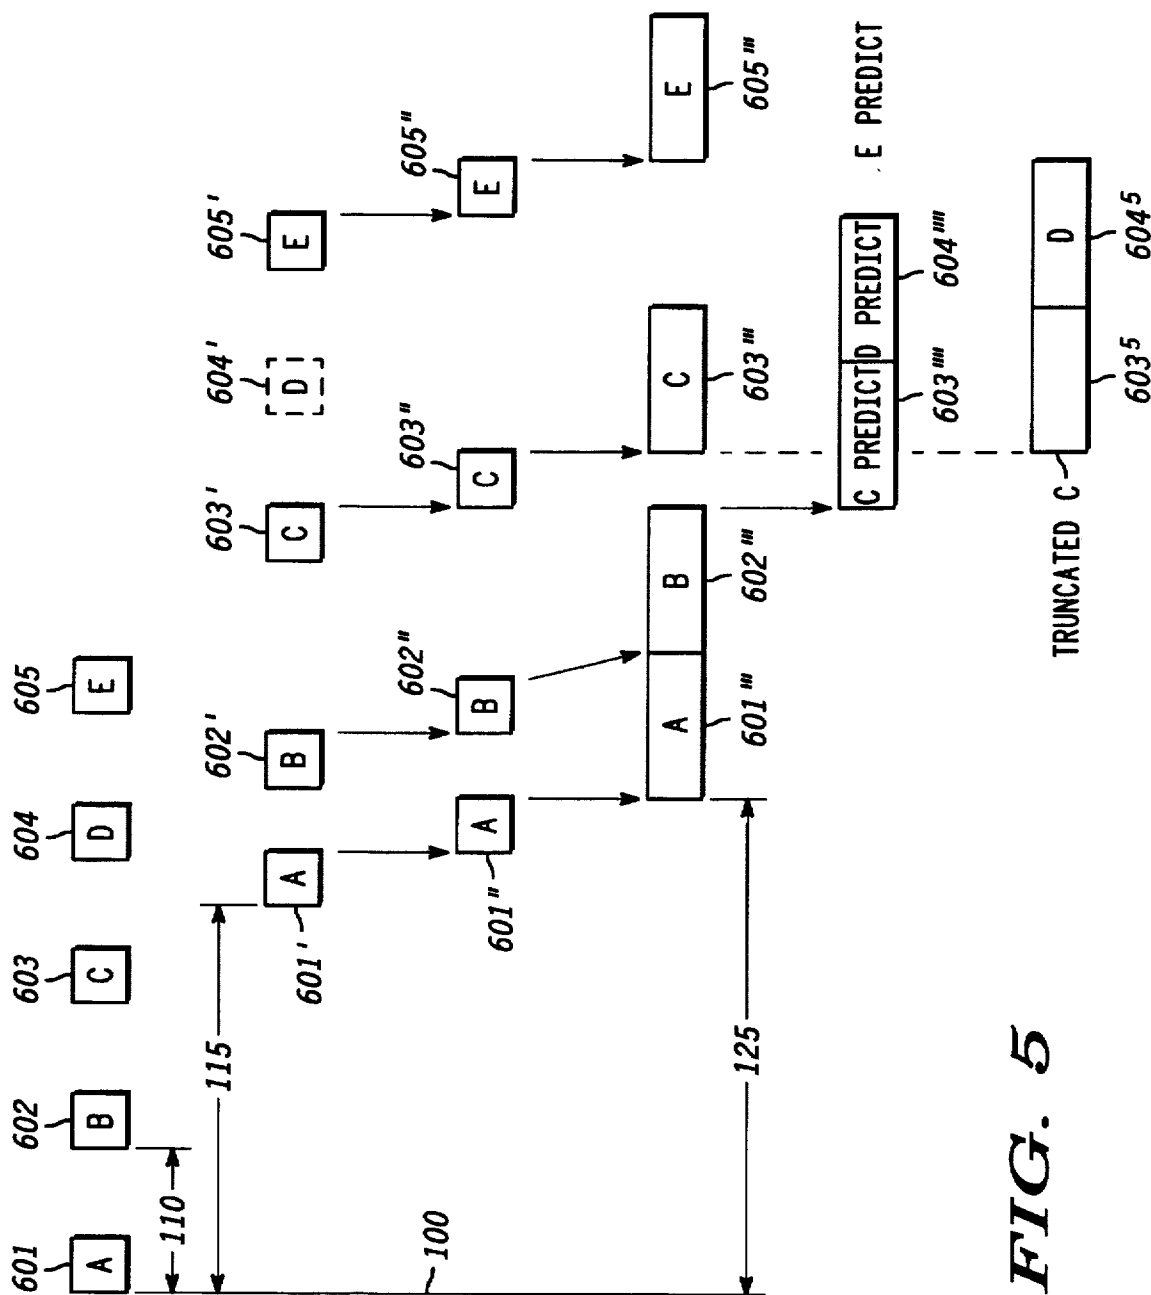 601 602 603 604 605
A B C D E
110
115
601' 602' 603' 604' 605'
A B C D E
100
601" 602" 603" 605"
A B C E
A B C E
601''' 602''' 603''' 605'''
125
C PREDICT D PREDICT E PREDICT
603'''' 604''''
TRUNCATED C
D
603⁵ 604⁵
FIG. 5